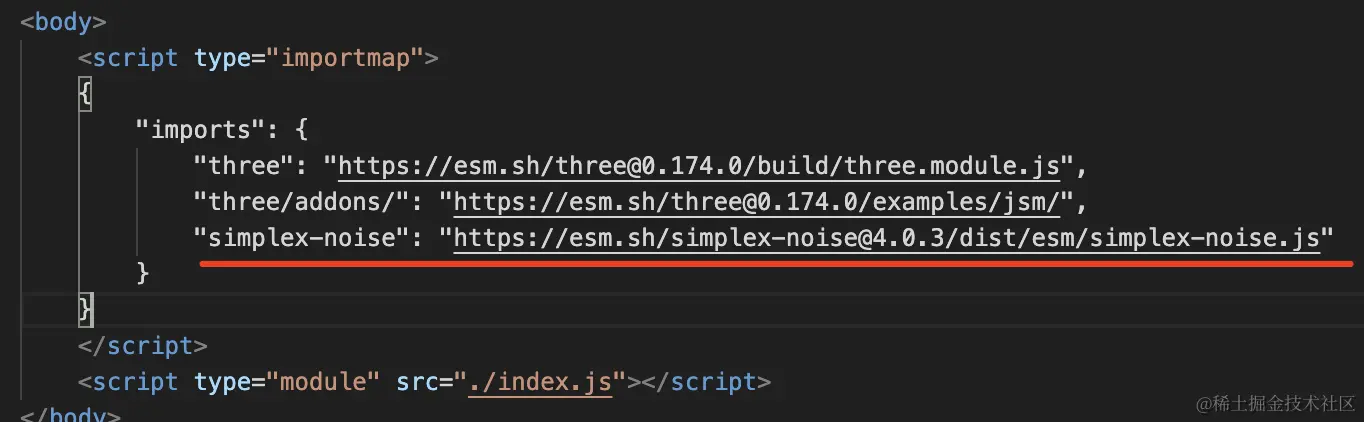 <body>
<script type="importmap">
{
"imports": {
"three": "https://esm.sh/three@0.174.0/build/three.module.js",
"three/addons/": "https://esm.sh/three@0.174.0/examples/jsm/",
"simplex-noise": "https://esm.sh/simplex-noise@4.0.3/dist/esm/simplex-noise.js"
}
}
</script>
<script type="module" src="./index.js"></script>
</body>
@稀土掘金技术社区